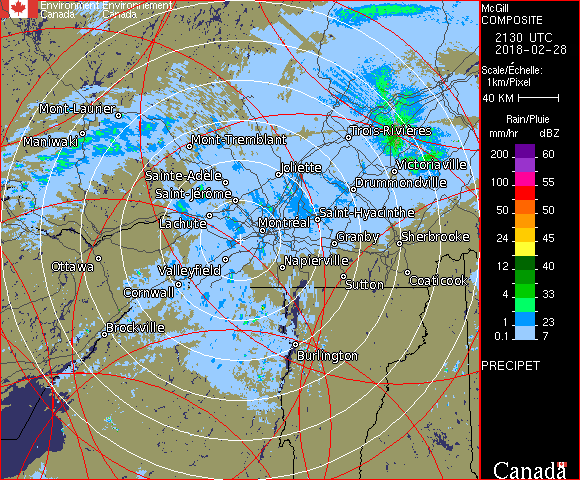 Environment Environnement
Canada Canada
McGill
COMPOSITE
2130 UTC
2018-02-28
Scale/Échelle:
1km/Pixel
40 KM
Rain/Pluie
mm/hr dBZ
200 60
100 55
50 50
24 45
12 40
4 33
1 23
0.1 7
PRECIPET
Canada
Mont-Laurier
Maniwaki
Mont-Tremblant
Trois-Rivières
Sainte-Adèle
Joliette
Victoriaville
Saint-Jérôme
Drummondville
Lachute
Montréal
Saint-Hyacinthe
Granby
Sherbrooke
Ottawa
Valleyfield
Napierville
Cornwall
Sutton
Coaticook
Brockville
Burlington